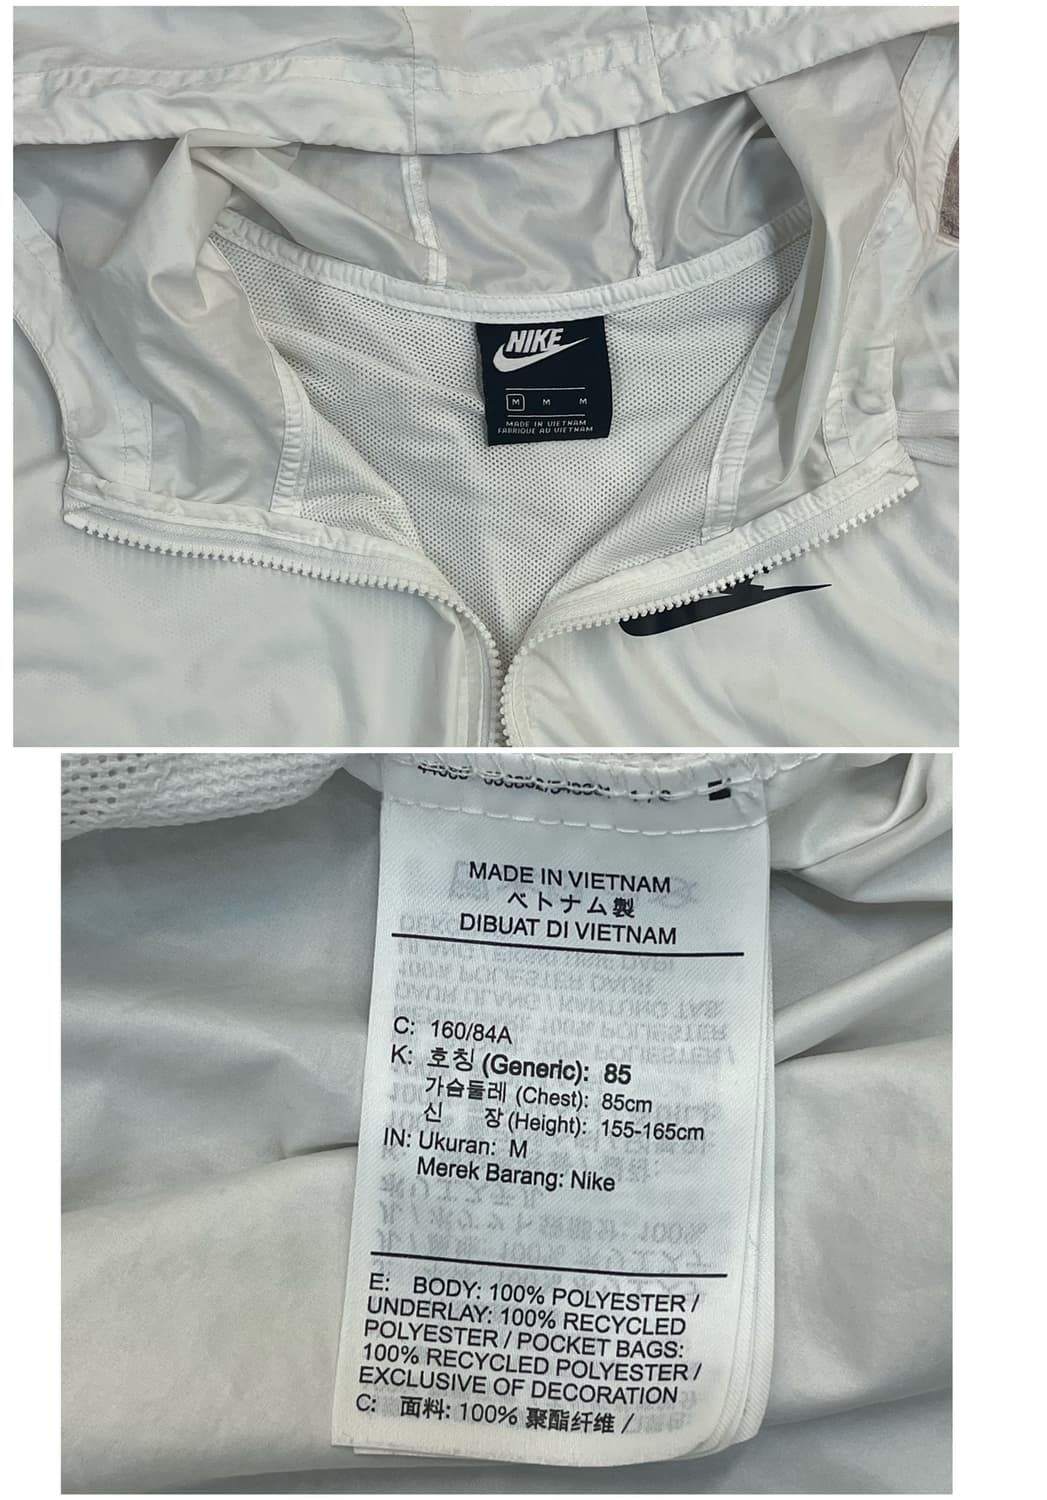 NIKE
M M M
MADE IN VIETNAM
FABRIQUE AU VIETNAM
MADE IN VIETNAM
ベトナム製
DIBUAT DI VIETNAM
C: 160/84A
K: 호칭 (Generic): 85
가슴둘레 (Chest): 85cm
신 장 (Height): 155-165cm
IN: Ukuran: M
Merek Barang: Nike
E: BODY: 100% POLYESTER /
UNDERLAY: 100% RECYCLED
POLYESTER / POCKET BAGS:
100% RECYCLED POLYESTER /
EXCLUSIVE OF DECORATION
C: 面料: 100% 聚酯纤维 /